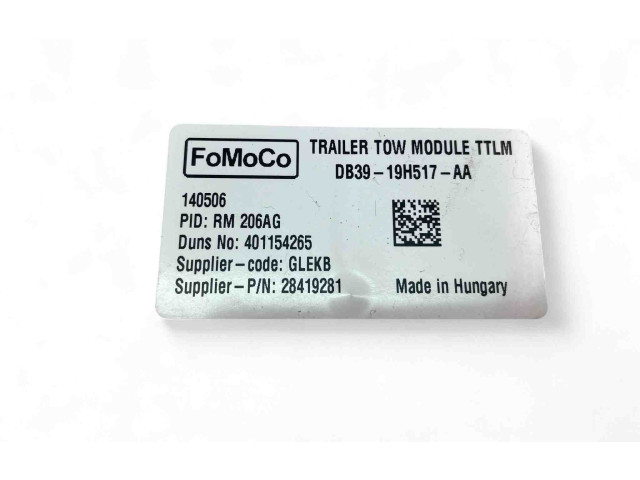 FoMoCo
TRAILER TOW MODULE TTLM
DB39-19H517-AA
140506
PID: RM 206AG
Duns No: 401154265
Supplier-code: GLEKB
Supplier-P/N: 28419281
Made in Hungary